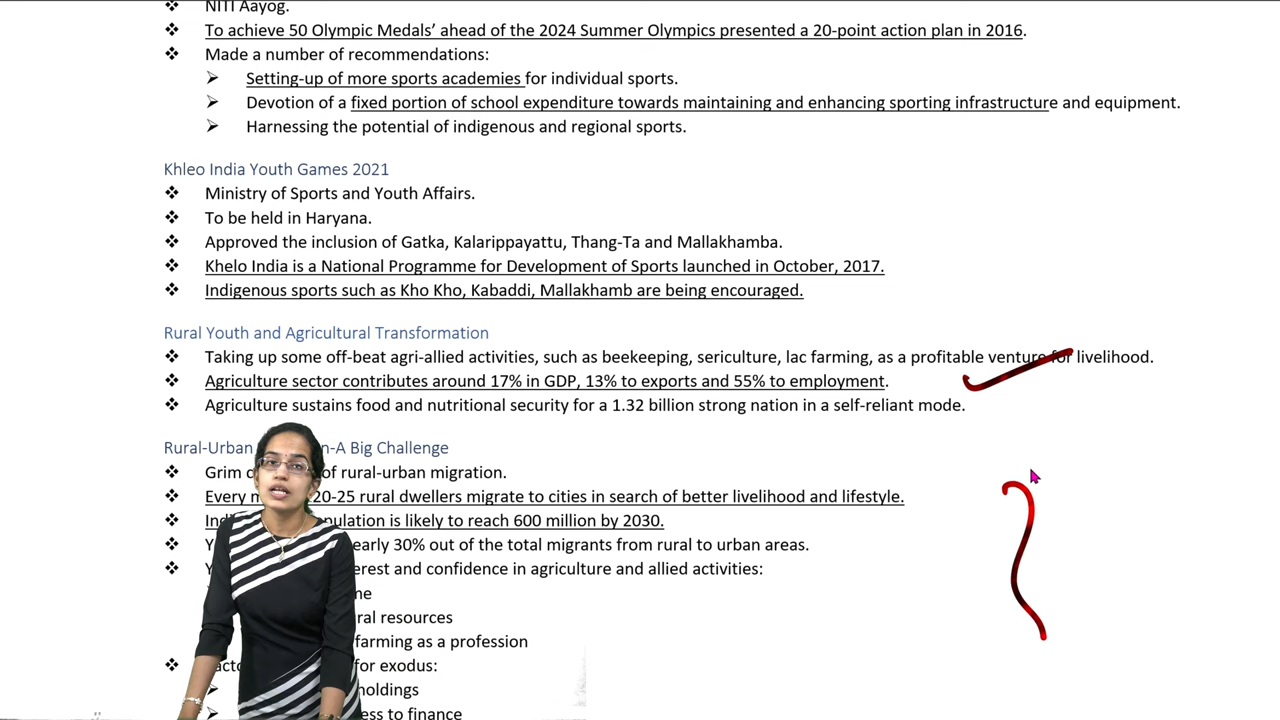 NITI Aayog.
To achieve 50 Olympic Medals’ ahead of the 2024 Summer Olympics presented a 20-point action plan in 2016.
Made a number of recommendations:
Setting-up of more sports academies for individual sports.
Devotion of a fixed portion of school expenditure towards maintaining and enhancing sporting infrastructure and equipment.
Harnessing the potential of indigenous and regional sports.
Khleo India Youth Games 2021
Ministry of Sports and Youth Affairs.
To be held in Haryana.
Approved the inclusion of Gatka, Kalarippayattu, Thang-Ta and Mallakhamba.
Khelo India is a National Programme for Development of Sports launched in October, 2017.
Indigenous sports such as Kho Kho, Kabaddi, Mallakhamb are being encouraged.
Rural Youth and Agricultural Transformation
Taking up some off-beat agri-allied activities, such as beekeeping, sericulture, lac farming, as a profitable venture for livelihood.
Agriculture sector contributes around 17% in GDP, 13% to exports and 55% to employment.
Agriculture sustains food and nutritional security for a 1.32 billion strong nation in a self-reliant mode.
Rural-Urban A Big Challenge
Grim of rural-urban migration.
Every 20-25 rural dwellers migrate to cities in search of better livelihood and lifestyle.
is likely to reach 600 million by 2030.
30% out of the total migrants from rural to urban areas.
and confidence in agriculture and allied activities:
resources
farming as a profession
for exodus:
holdings
to finance